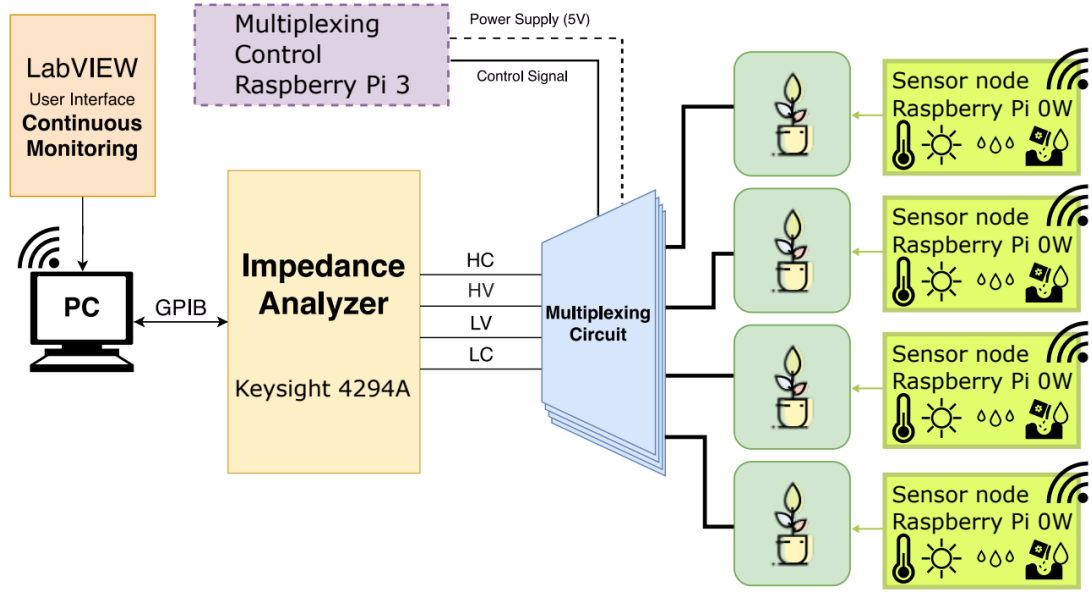 LabVIEW
User Interface
Continuous
Monitoring
PC
GPIB
Multiplexing
Control
Raspberry Pi 3
Power Supply (5V)
Control Signal
Impedance
Analyzer
Keysight 4294A
HC
HV
LV
LC
Multiplexing
Circuit
Sensor node
Raspberry Pi 0W
Sensor node
Raspberry Pi 0W
Sensor node
Raspberry Pi 0W
Sensor node
Raspberry Pi 0W